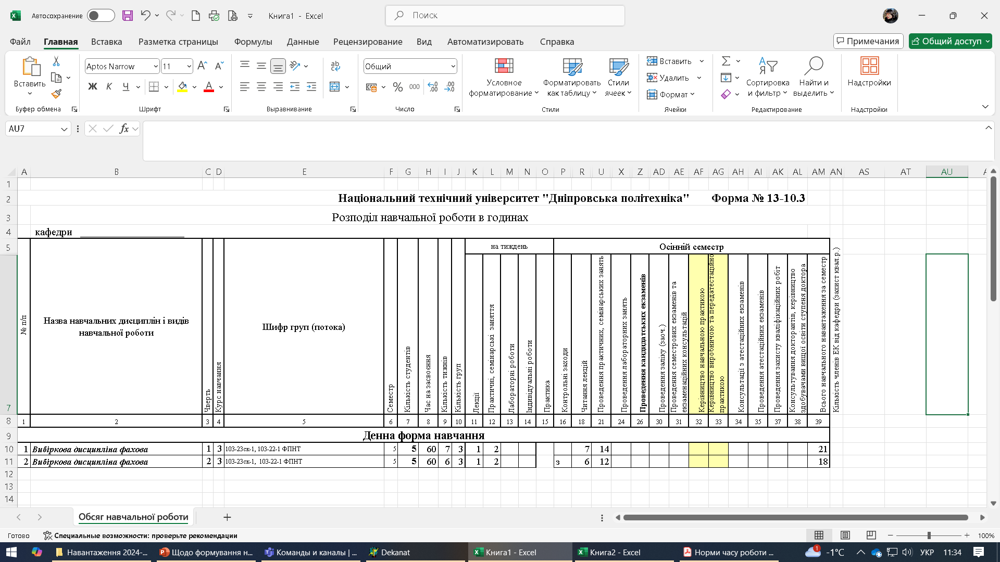 Автосохранение
Книга1 - Excel
Поиск
Файл Главная Вставка Разметка страницы Формулы Данные Рецензирование Вид Автоматизировать Справка Примечания Общий доступ
Вставить
Буфер обмена
Aptos Narrow 11
Ж К Ч А
Шрифт
Выравнивание
Общий
% 000
Число
Условное форматирование
Форматировать как таблицу
Стили ячеек
Стили
Вставить
Удалить
Формат
Ячейки
Сортировка и фильтр
Найти и выделить
Редактирование
Надстройки
Надстройки
AU7 fx
A B C D E F G H I J K L M N O P R U X Z AD AE AF AG AH AI AK AL AM AN AS AT AU
1
2 Національний технічний університет "Дніпровська політехніка" Форма № 13-10.3
3 Розподіл навчальної роботи в годинах
4 кафедри ____________________
5 на тиждень Осінній семестр
7
№ п/п
Назва навчальних дисциплін і видів навчальної роботи
Чверть
Курс навчання
Шифр груп (потока)
Семестр
Кількість студентів
Час на засвоєння
Кількість тижнів
Кількість груп
Лекції
Практичні, семінарські заняття
Лабораторні роботи
Індивідуальні роботи
Практика
Контрольні заходи
Читання лекцій
Проведення практичних, семінарських занять
Проведення лабораторних занять
Проведення кандидатських екзаменів
Проведення заліку (заоч.)
Проведення семестрових екзаменів та екзаменаційних консультацій
Керівництво навчальною практикою
Керівництво виробничою та передатестаційно практикою
Консультації з атестаційних екзаменів
Проведення атестаційних екзаменів
Проведення захисту кваліфікаційних робіт
Консультування докторантів, керівництво здобувачами вищої освіти ступеня доктора
Всього навчального навантаження за семестр
Кількість членів ЕК від кафедри (захист квал.р.)
8 1 2 3 4 5 6 7 8 9 10 11 12 13 14 15 16 18 21 24 26 30 31 32 33 34 35 37 38 39
9 Денна форма навчання
10 1 Вибіркова дисципліна фахова 1 3 103-23ск-1, 103-22-1 ФПНТ 5 5 60 7 3 1 2 7 14 21
11 2 Вибіркова дисципліна фахова 2 3 103-23ск-1, 103-22-1 ФПНТ 5 5 60 6 3 1 2 з 6 12 18
12
13
14
Обсяг навчальної роботи
Готово Специальные возможности: проверьте рекомендации 100%
Навантаження 2024-... Щодо формування н... Команды и каналы | ... Dekanat Книга1 - Excel Книга2 - Excel Норми часу роботи ... 1 -1°C УКР 11:34